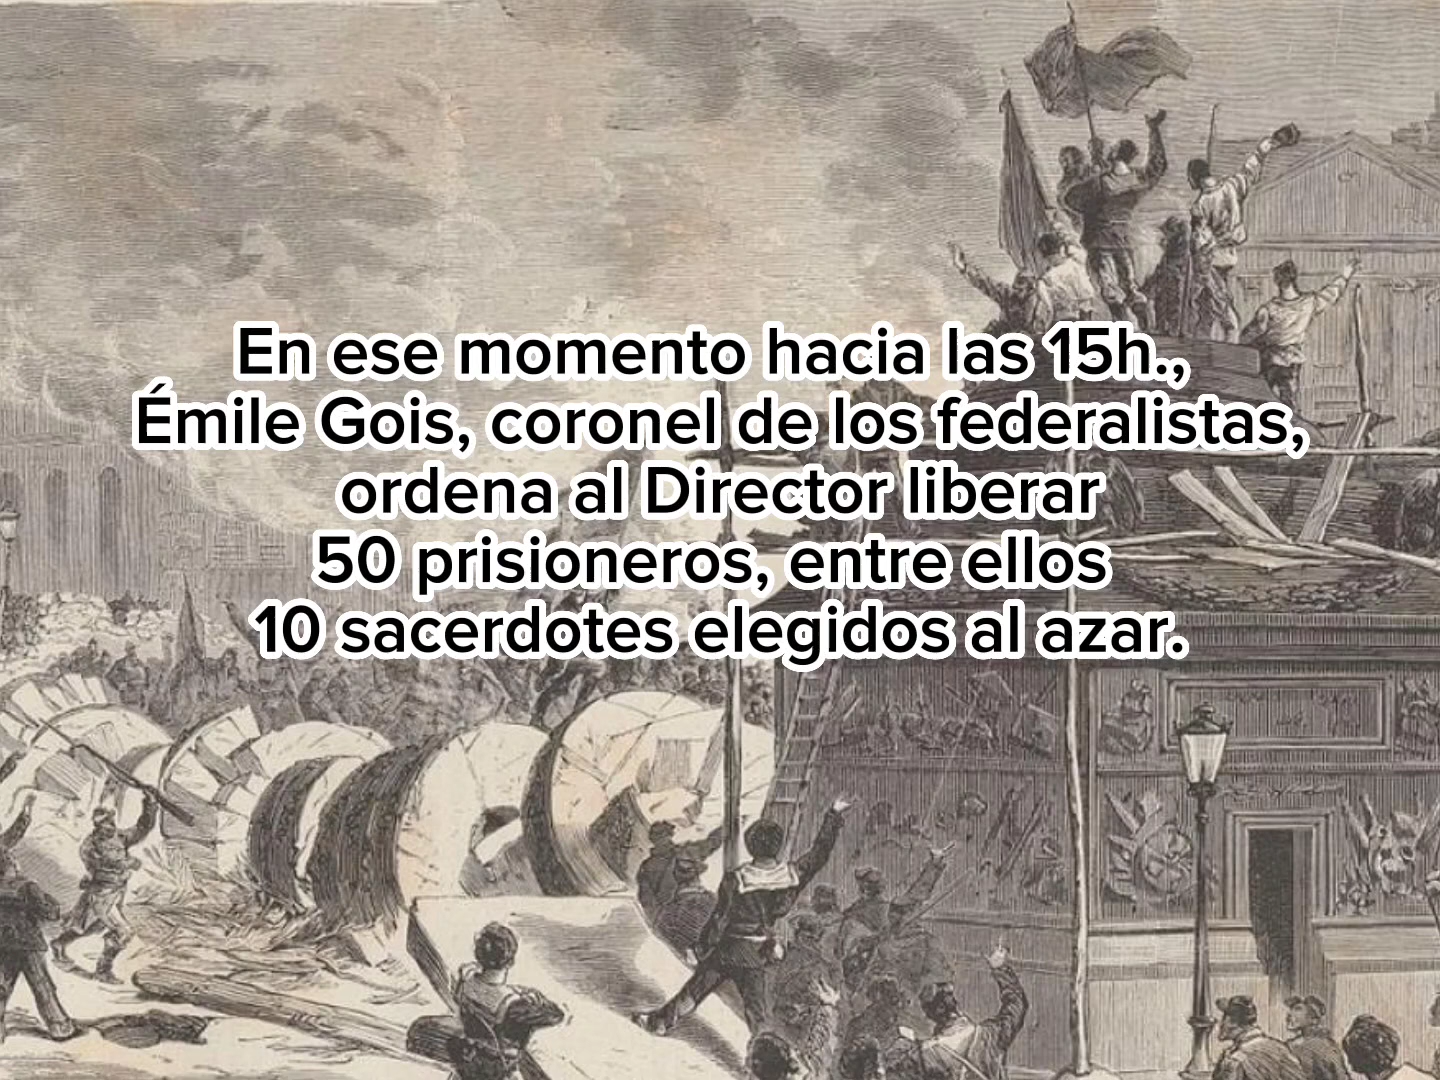 En ese momento hacia las 15h.,
Émile Gois, coronel de los federalistas,
ordena al Director liberar
50 prisioneros, entre ellos
10 sacerdotes elegidos al azar.